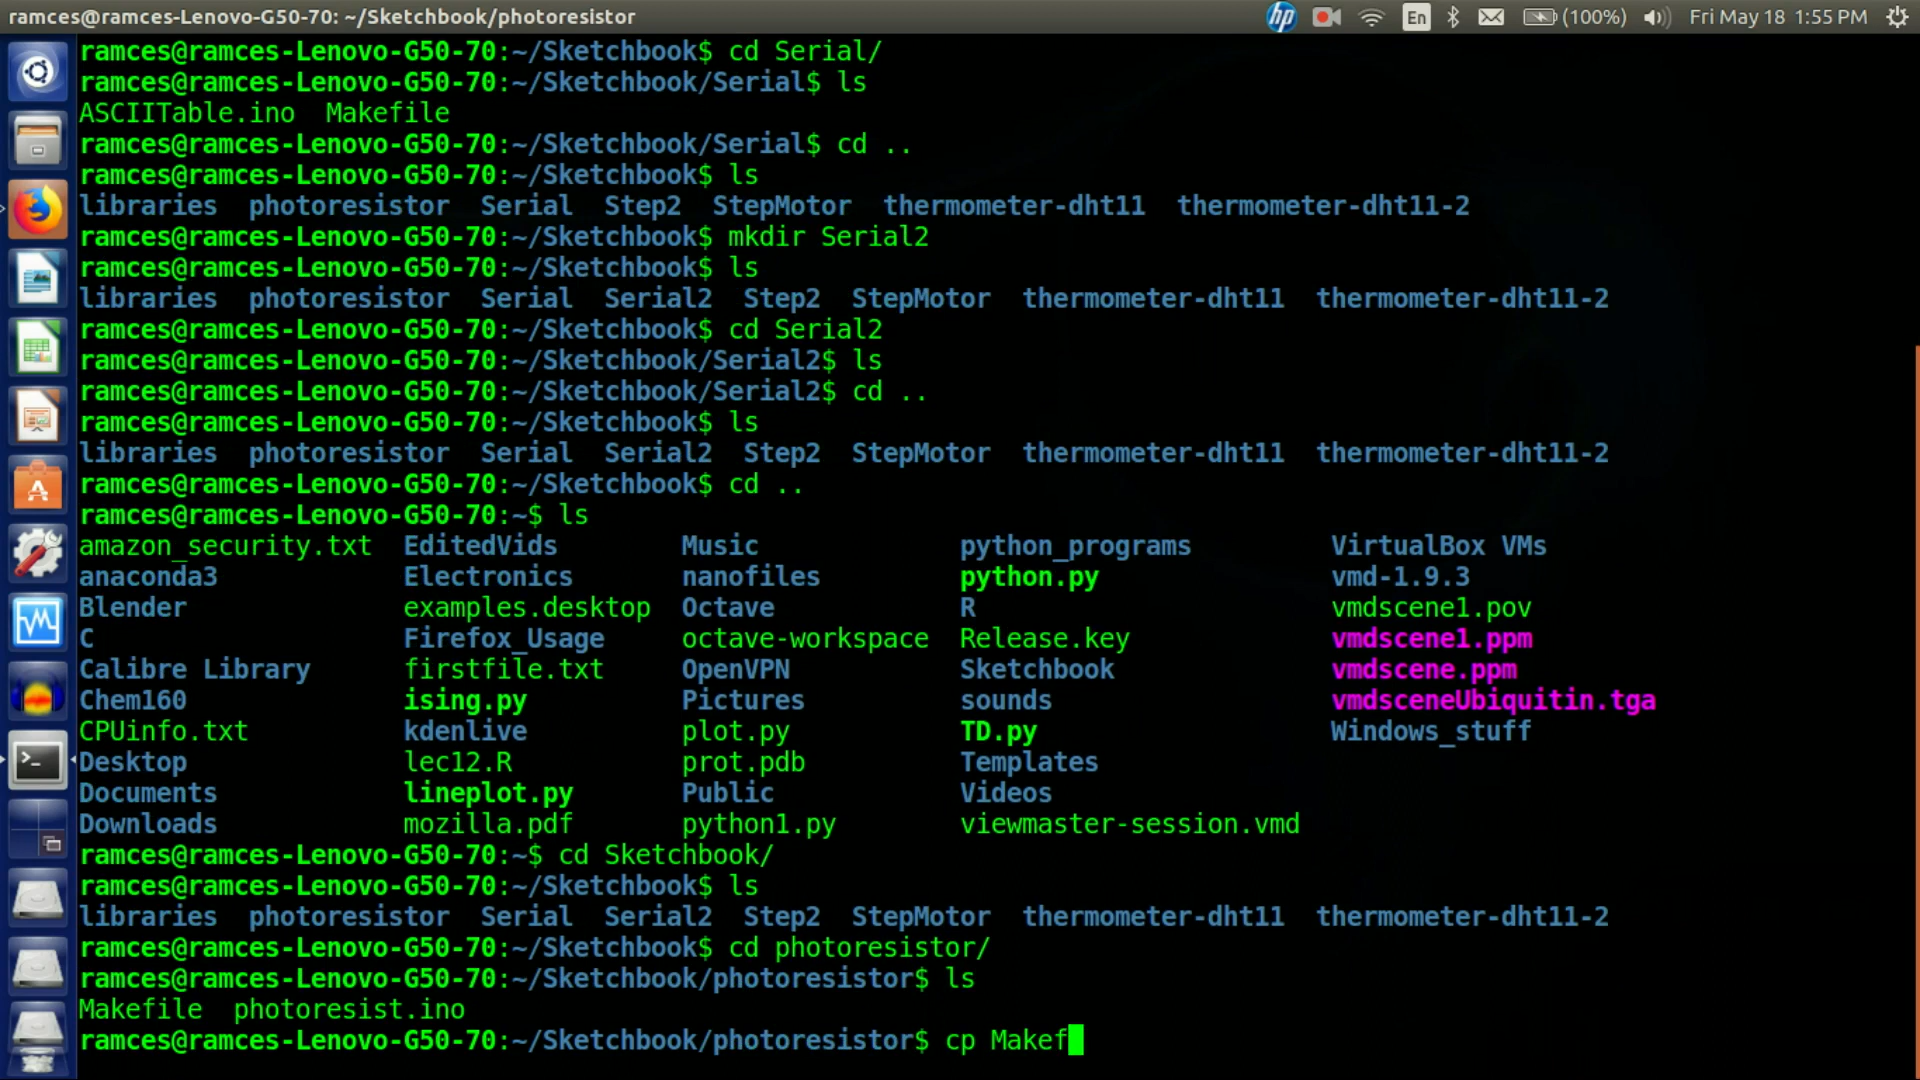 ramces@ramces-Lenovo-G50-70: ~/Sketchbook/photoresistor hp En (100%) Fri May 18 1:55 PM
ramces@ramces-Lenovo-G50-70:~/Sketchbook$ cd Serial/
ramces@ramces-Lenovo-G50-70:~/Sketchbook/Serial$ ls
ASCIITable.ino  Makefile
ramces@ramces-Lenovo-G50-70:~/Sketchbook/Serial$ cd ..
ramces@ramces-Lenovo-G50-70:~/Sketchbook$ ls
libraries  photoresistor  Serial  Step2  StepMotor  thermometer-dht11  thermometer-dht11-2
ramces@ramces-Lenovo-G50-70:~/Sketchbook$ mkdir Serial2
ramces@ramces-Lenovo-G50-70:~/Sketchbook$ ls
libraries  photoresistor  Serial  Serial2  Step2  StepMotor  thermometer-dht11  thermometer-dht11-2
ramces@ramces-Lenovo-G50-70:~/Sketchbook$ cd Serial2
ramces@ramces-Lenovo-G50-70:~/Sketchbook/Serial2$ ls
ramces@ramces-Lenovo-G50-70:~/Sketchbook/Serial2$ cd ..
ramces@ramces-Lenovo-G50-70:~/Sketchbook$ ls
libraries  photoresistor  Serial  Serial2  Step2  StepMotor  thermometer-dht11  thermometer-dht11-2
ramces@ramces-Lenovo-G50-70:~/Sketchbook$ cd ..
ramces@ramces-Lenovo-G50-70:~$ ls
amazon_security.txt  EditedVids  Music  python_programs  VirtualBox VMs
anaconda3  Electronics  nanofiles  python.py  vmd-1.9.3
Blender  examples.desktop  Octave  R  vmdscene1.pov
C  Firefox_Usage  octave-workspace  Release.key  vmdscene1.ppm
Calibre Library  firstfile.txt  OpenVPN  Sketchbook  vmdscene.ppm
Chem160  ising.py  Pictures  sounds  vmdsceneUbiquitin.tga
CPUinfo.txt  kdenlive  plot.py  TD.py  Windows_stuff
Desktop  lec12.R  prot.pdb  Templates
Documents  lineplot.py  Public  Videos
Downloads  mozilla.pdf  python1.py  viewmaster-session.vmd
ramces@ramces-Lenovo-G50-70:~$ cd Sketchbook/
ramces@ramces-Lenovo-G50-70:~/Sketchbook$ ls
libraries  photoresistor  Serial  Serial2  Step2  StepMotor  thermometer-dht11  thermometer-dht11-2
ramces@ramces-Lenovo-G50-70:~/Sketchbook$ cd photoresistor/
ramces@ramces-Lenovo-G50-70:~/Sketchbook/photoresistor$ ls
Makefile  photoresist.ino
ramces@ramces-Lenovo-G50-70:~/Sketchbook/photoresistor$ cp Makef